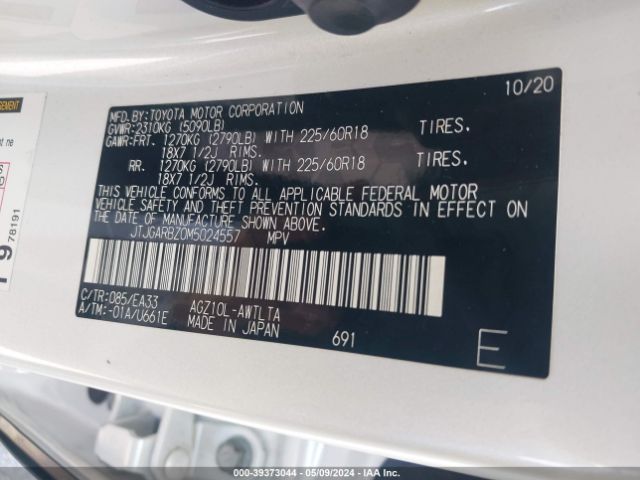 10/20
MFD. BY: TOYOTA MOTOR CORPORATION
GVWR: 2310KG (5090LB)
GAWR: FRT. 1270KG (2790LB) WITH 225/60R18 TIRES.
18X7 1/2J RIMS.
RR. 1270KG (2790LB) WITH 225/60R18 TIRES.
18X7 1/2J RIMS.
THIS VEHICLE CONFORMS TO ALL APPLICABLE FEDERAL MOTOR
VEHICLE SAFETY AND THEFT PREVENTION STANDARDS IN EFFECT ON
THE DATE OF MANUFACTURE SHOWN ABOVE.
JTJGARBZ0M5024557 MPV
C/TR: 085/EA33 AGZ10L-AWTLTA
A/TM: -01A/U661E MADE IN JAPAN
691
E
78191
000-39373044 / 05/09/2024 - IAA Inc.